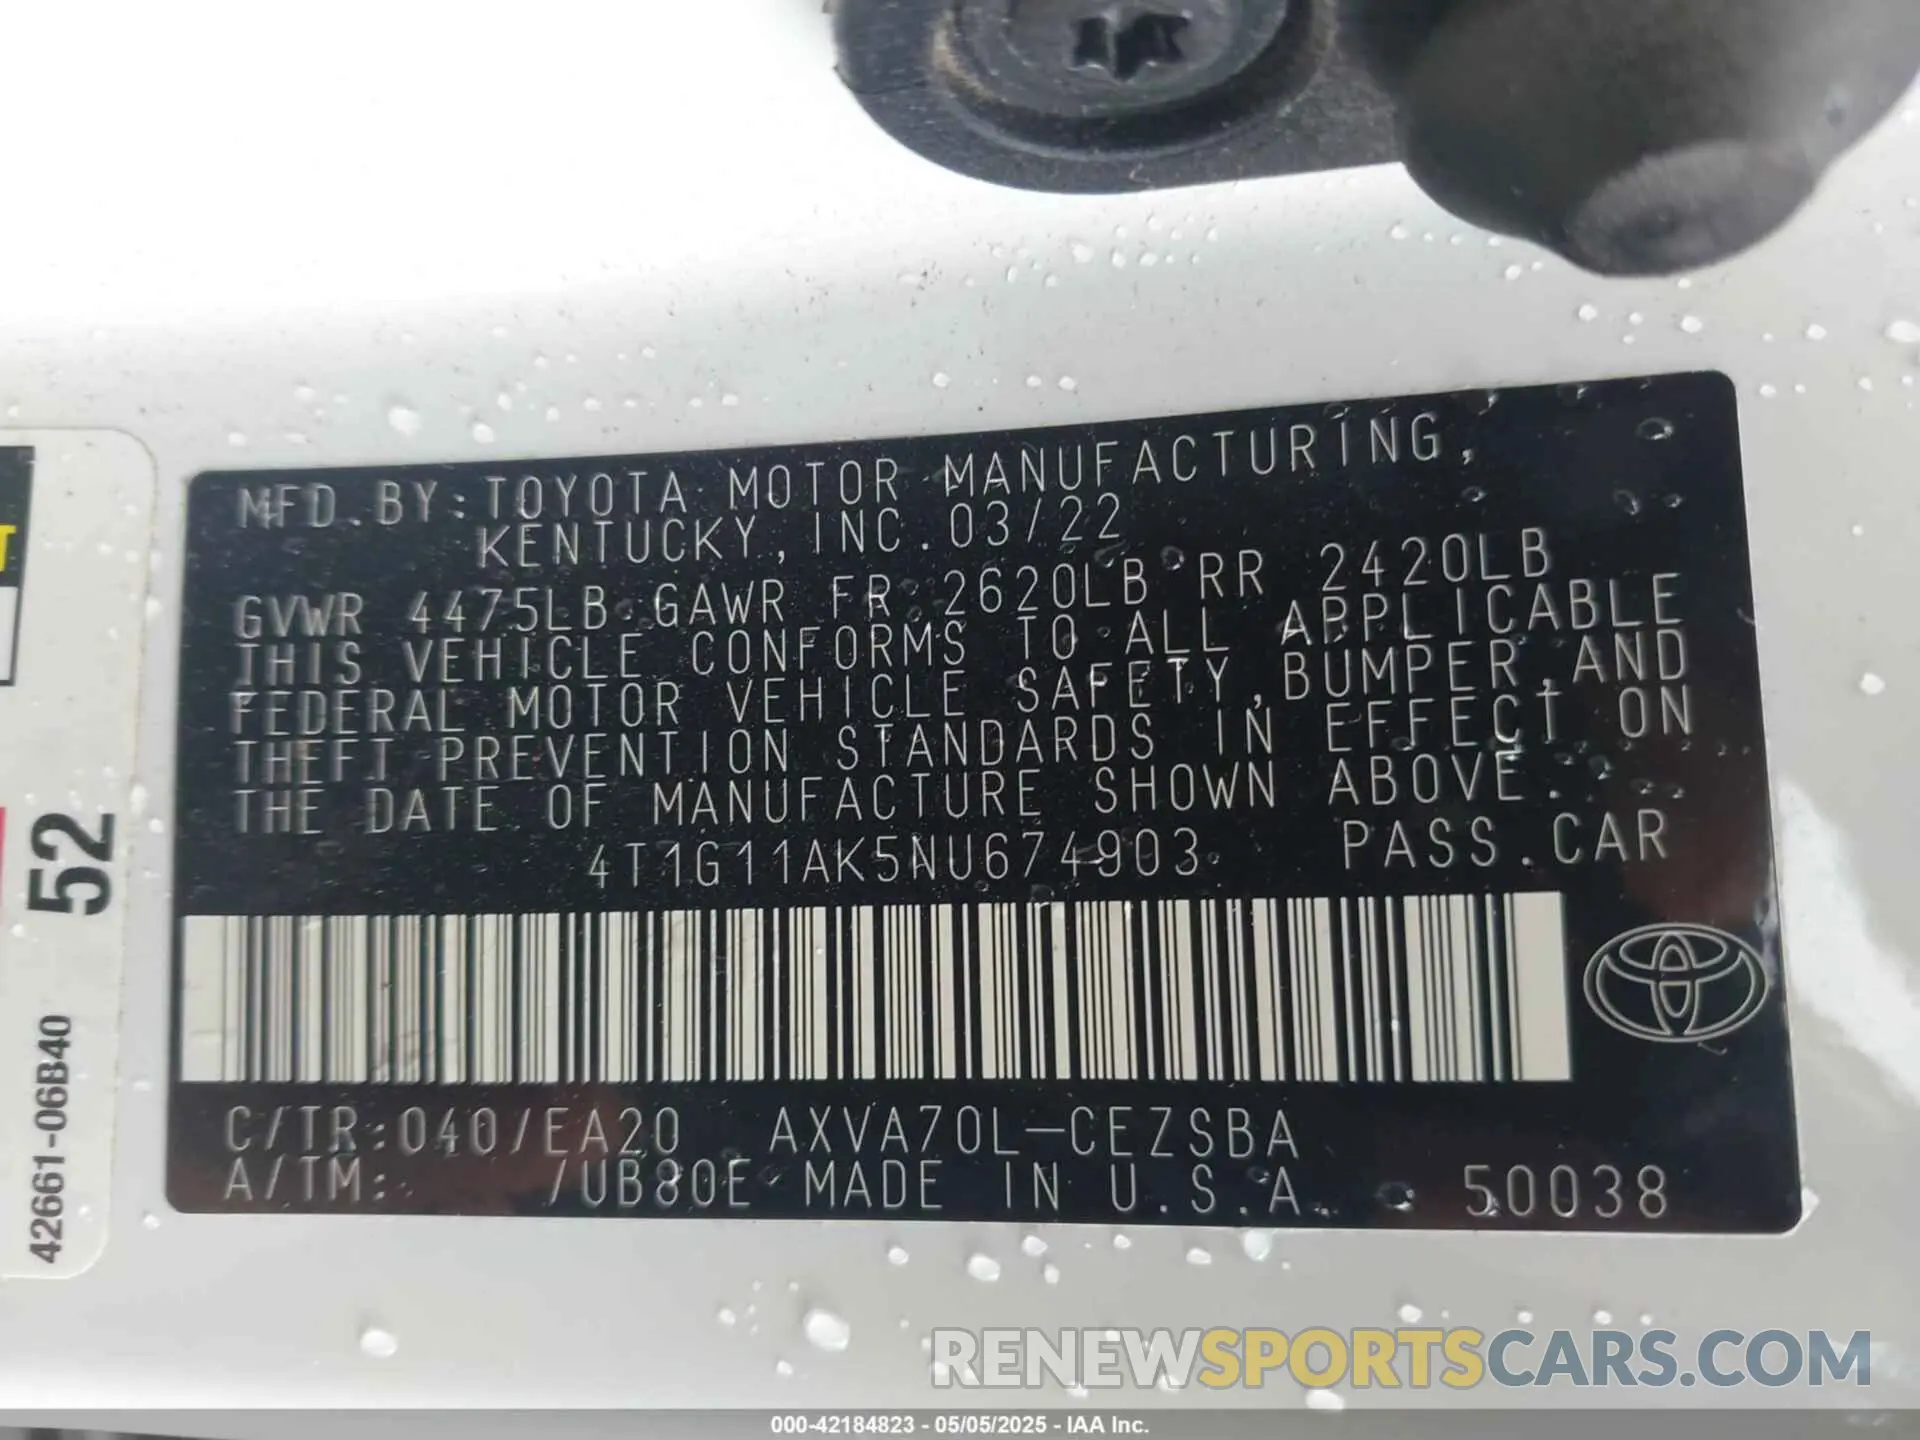 MFD.BY:TOYOTA MOTOR MANUFACTURING,
KENTUCKY,INC.03/22
GVWR 4475LB GAWR FR 2620LB RR 2420LB
THIS VEHICLE CONFORMS TO ALL APPLICABLE
FEDERAL MOTOR VEHICLE SAFETY,BUMPER,AND
THEFT PREVENTION STANDARDS IN EFFECT ON
THE DATE OF MANUFACTURE SHOWN ABOVE.
4T1G11AK5NU674903 PASS.CAR
C/TR:040/EA20 AXVA70L-CEZSBA
A/TM: /UB80E MADE IN U.S.A. 50038
T
52
42661-06B40
RENEWSPORTSCARS.COM
000-42184823 - 05/05/2025 - IAA Inc.